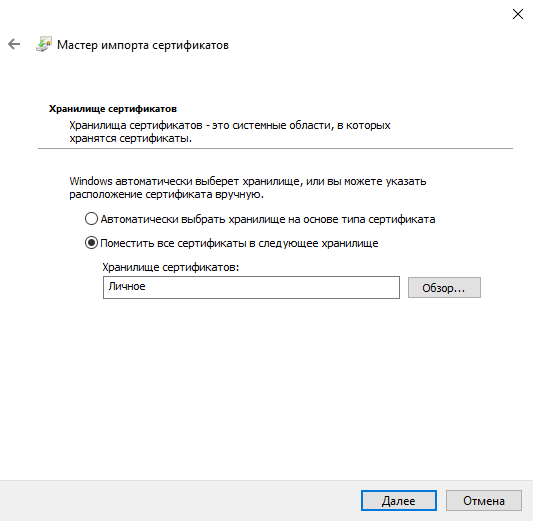 Мастер импорта сертификатов
Хранилище сертификатов
Хранилища сертификатов - это системные области, в которых
хранятся сертификаты.
Windows автоматически выберет хранилище, или вы можете указать
расположение сертификата вручную.
Автоматически выбрать хранилище на основе типа сертификата
Поместить все сертификаты в следующее хранилище
Хранилище сертификатов:
Личное
Обзор...
Далее
Отмена